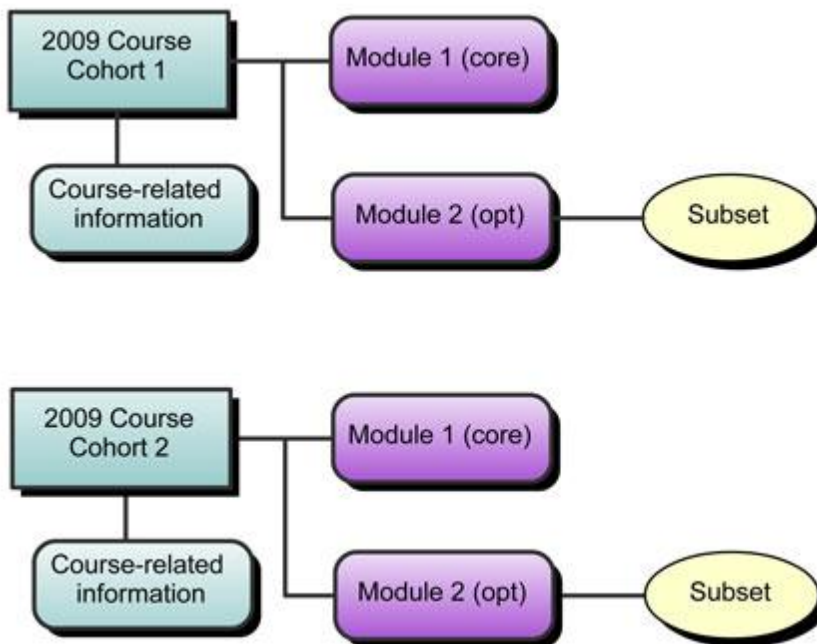 2009 Course
Cohort 1
Module 1 (core)
Course-related
information
Module 2 (opt)
Subset
2009 Course
Cohort 2
Module 1 (core)
Course-related
information
Module 2 (opt)
Subset